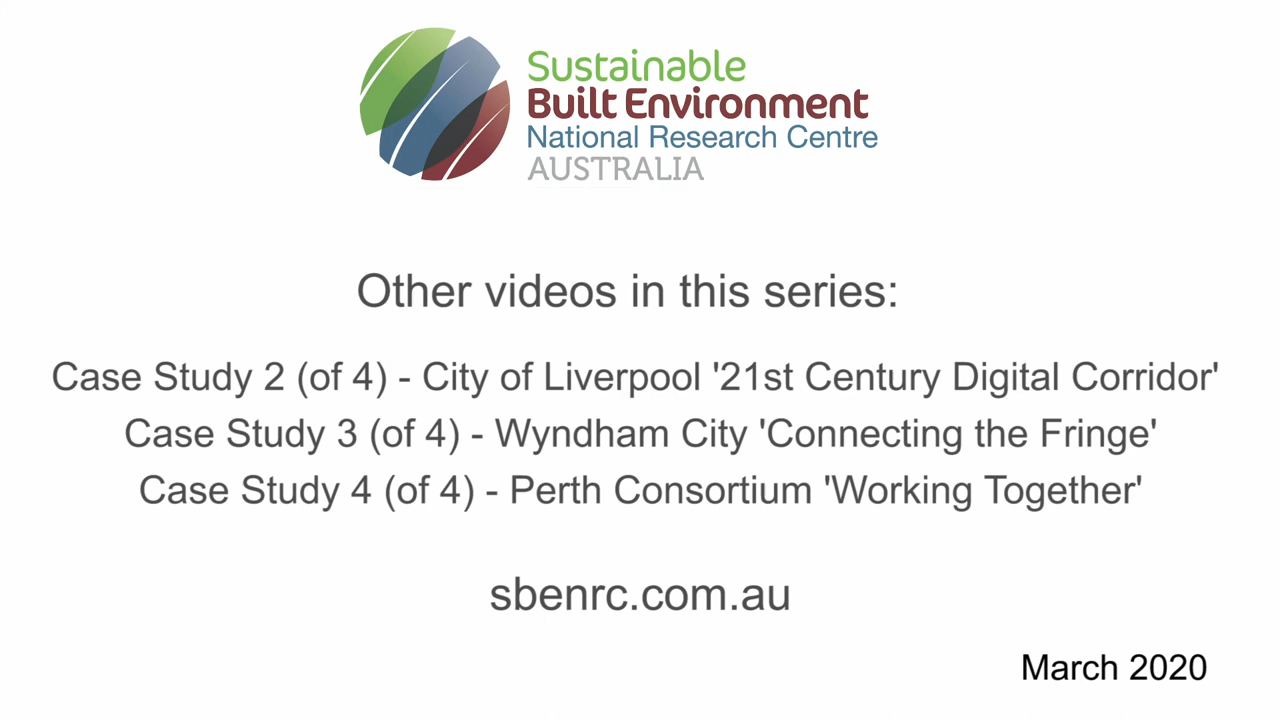 Sustainable
Built Environment
National Research Centre
AUSTRALIA
Other videos in this series:
Case Study 2 (of 4) - City of Liverpool '21st Century Digital Corridor'
Case Study 3 (of 4) - Wyndham City 'Connecting the Fringe'
Case Study 4 (of 4) - Perth Consortium 'Working Together'
sbenrc.com.au
March 2020